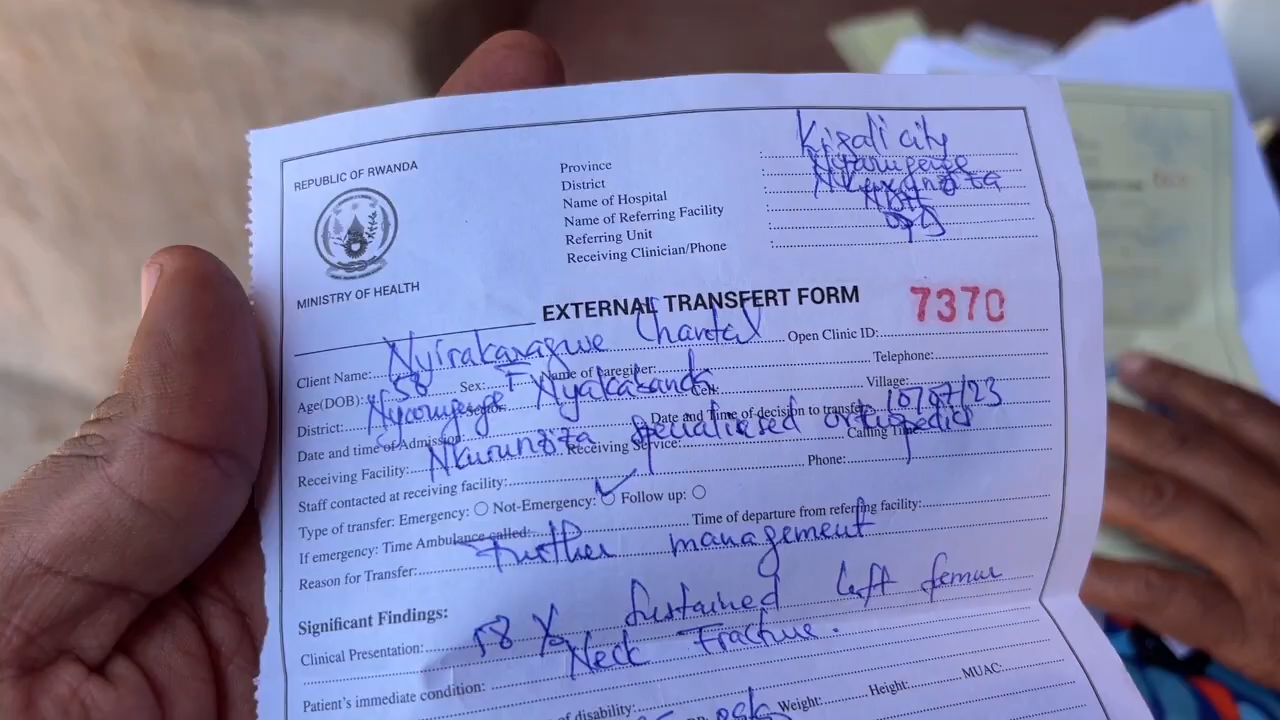 REPUBLIC OF RWANDA
MINISTRY OF HEALTH
Province Kigali city
District Nyarugenge
Name of Hospital
Name of Referring Facility
Referring Unit OPD
Receiving Clinician/Phone
EXTERNAL TRANSFERT FORM 7370
Client Name: Chantal Open Clinic ID:
Age(DOB): 58 Sex: F Name of Caregiver: Telephone:
District: Nyarugenge Sector: Cell: Village:
Date and time of Admission: Date and Time of decision to transfer: 10/07/23
Receiving Facility: Nkurunziza Receiving Service: specialised orthopedic Calling Time:
Staff contacted at receiving facility: Phone:
Type of transfer: Emergency: Not-Emergency: ✓ Follow up:
If emergency: Time Ambulance called: Time of departure from referring facility:
Reason for Transfer: Further management
Significant Findings:
Clinical Presentation: 58 Y Sustained left femur
Neck Fracture.
Patient's immediate condition:
of disability: Weight: Height: MUAC: